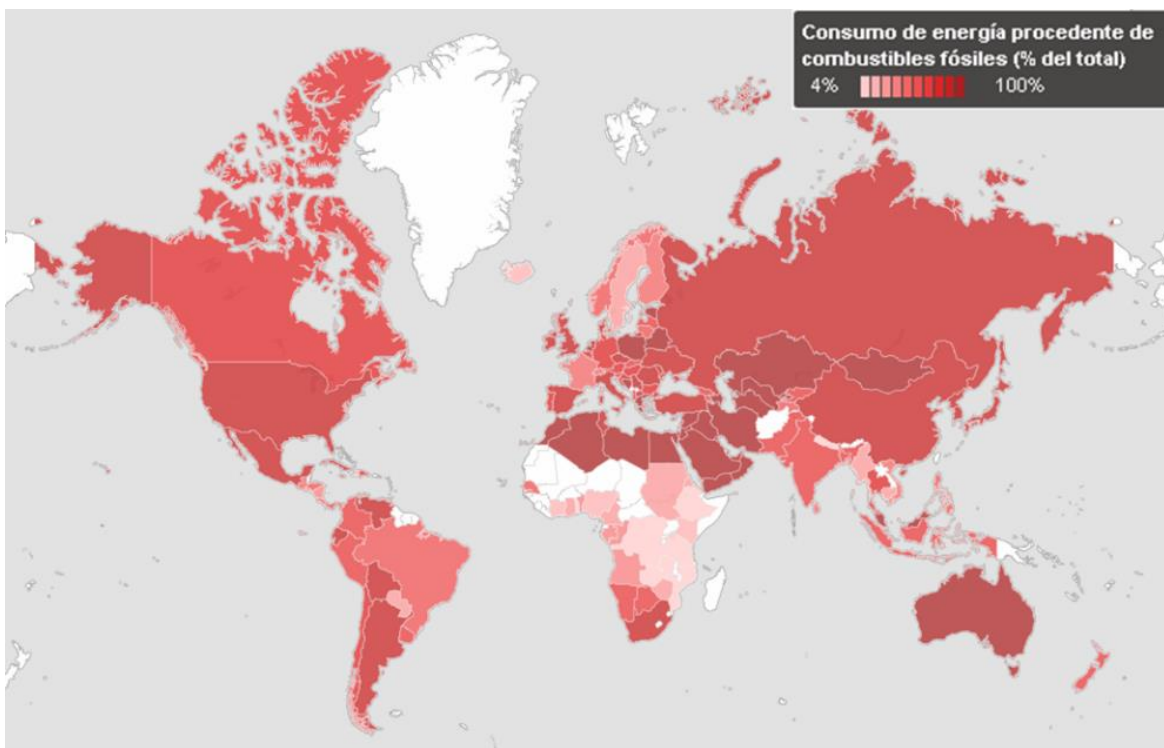 Consumo de energía procedente de
combustibles fósiles (% del total)
4% 100%